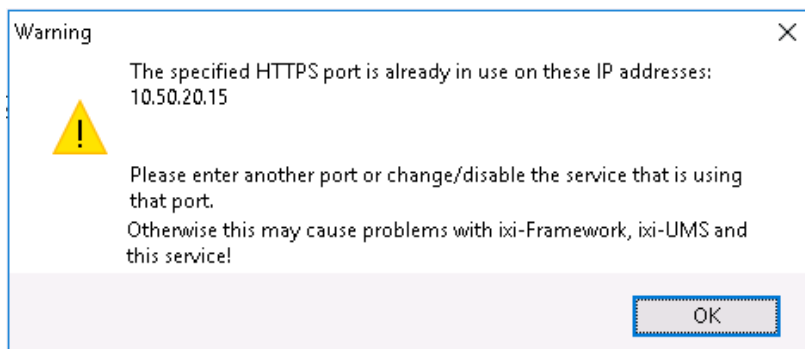 Warning
The specified HTTPS port is already in use on these IP addresses:
10.50.20.15
Please enter another port or change/disable the service that is using
that port.
Otherwise this may cause problems with ixi-Framework, ixi-UMS and
this service!
OK